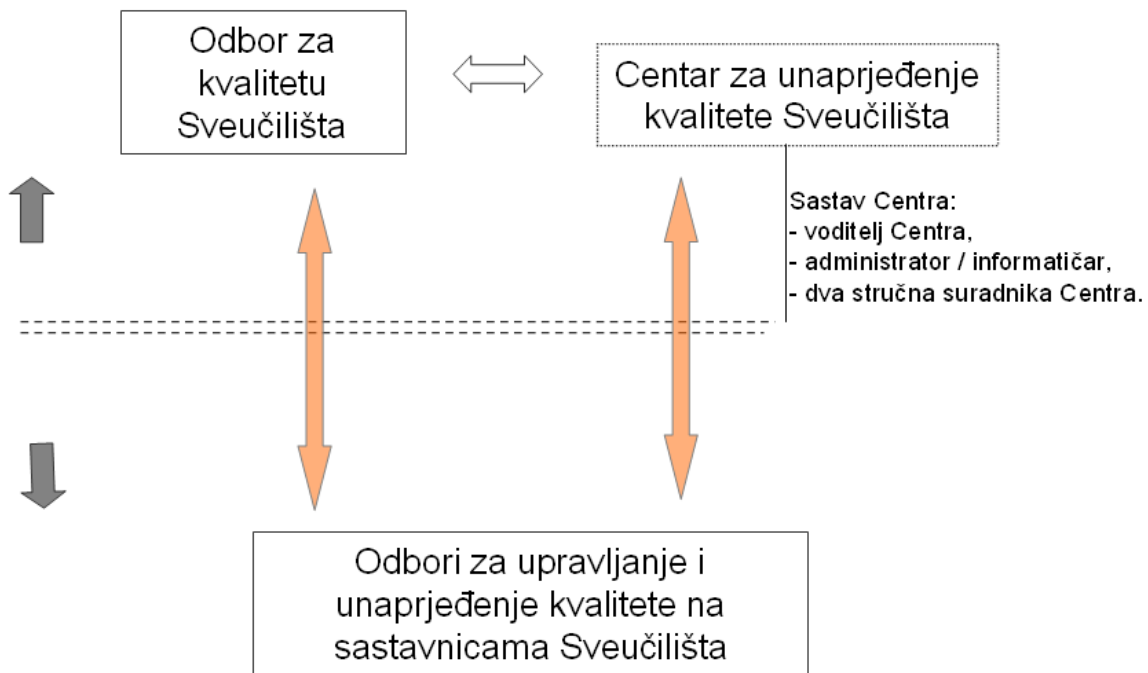 Odbor za
kvalitetu
Sveučilišta
Centar za unaprjeđenje
kvalitete Sveučilišta
Sastav Centra:
- voditelj Centra,
- administrator / informatičar,
- dva stručna suradnika Centra.
Odbori za upravljanje i
unaprjeđenje kvalitete na
sastavnicama Sveučilišta